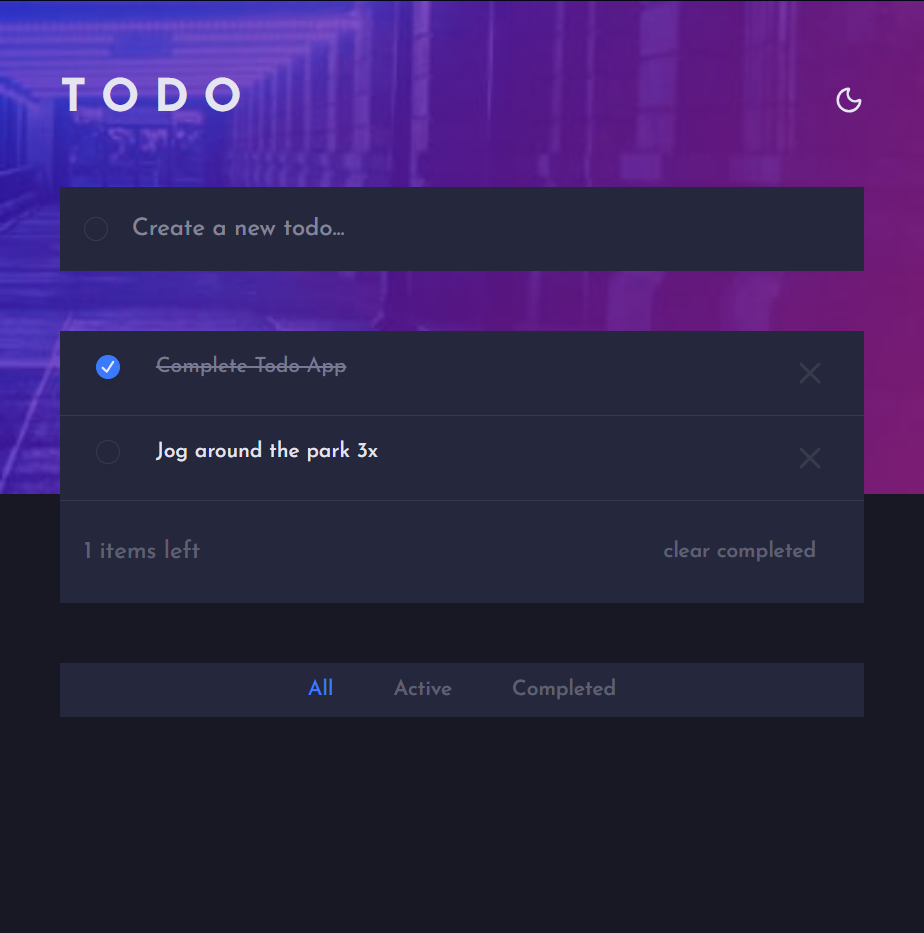 TODO
Create a new todo...
Complete Todo App
Jog around the park 3x
1 items left clear completed
All Active Completed